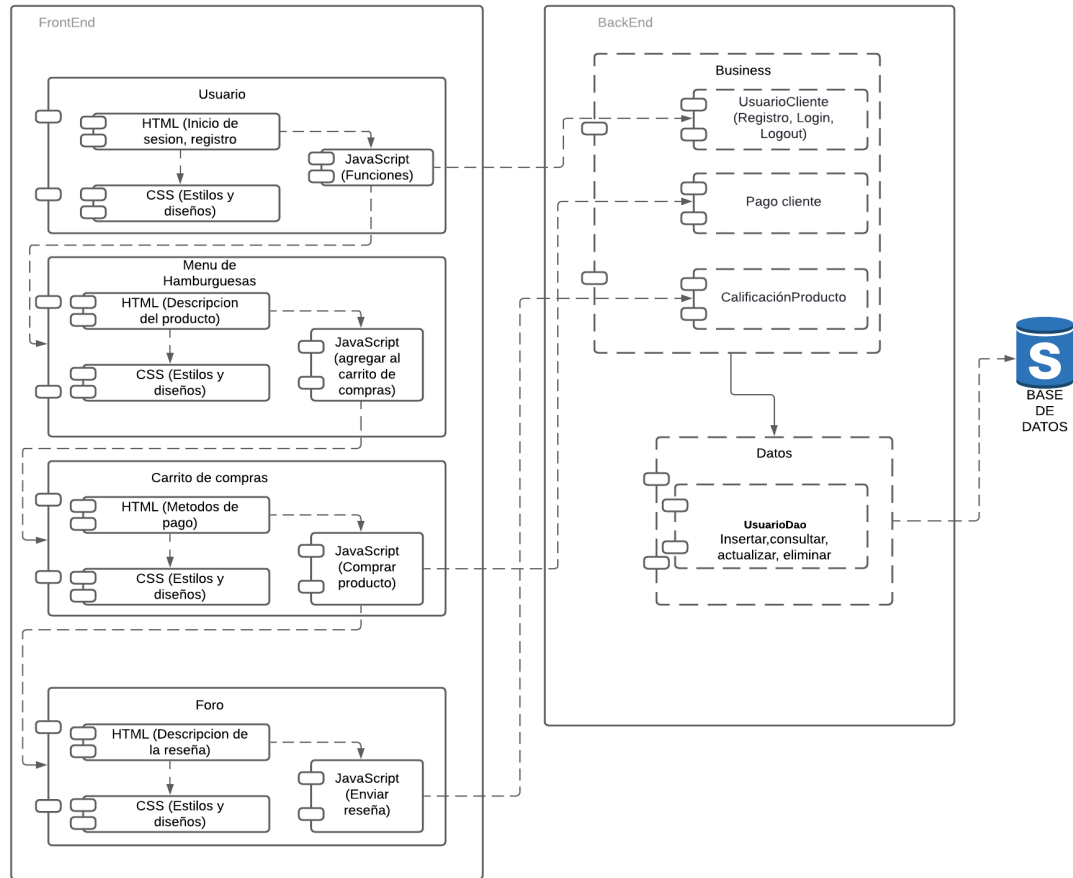 FrontEnd
Usuario
HTML (Inicio de
sesion, registro
JavaScript
(Funciones)
CSS (Estilos y
diseños)
Menu de
Hamburguesas
HTML (Descripcion
del producto)
JavaScript
(agregar al
carrito de
compras)
CSS (Estilos y
diseños)
Carrito de compras
HTML (Metodos de
pago)
JavaScript
(Comprar
producto)
CSS (Estilos y
diseños)
Foro
HTML (Descripcion de
la reseña)
JavaScript
(Enviar
reseña)
CSS (Estilos y
diseños)
BackEnd
Business
UsuarioCliente
(Registro, Login,
Logout)
Pago cliente
CalificaciónProducto
Datos
UsuarioDao
Insertar,consultar,
actualizar, eliminar
S
BASE
DE
DATOS